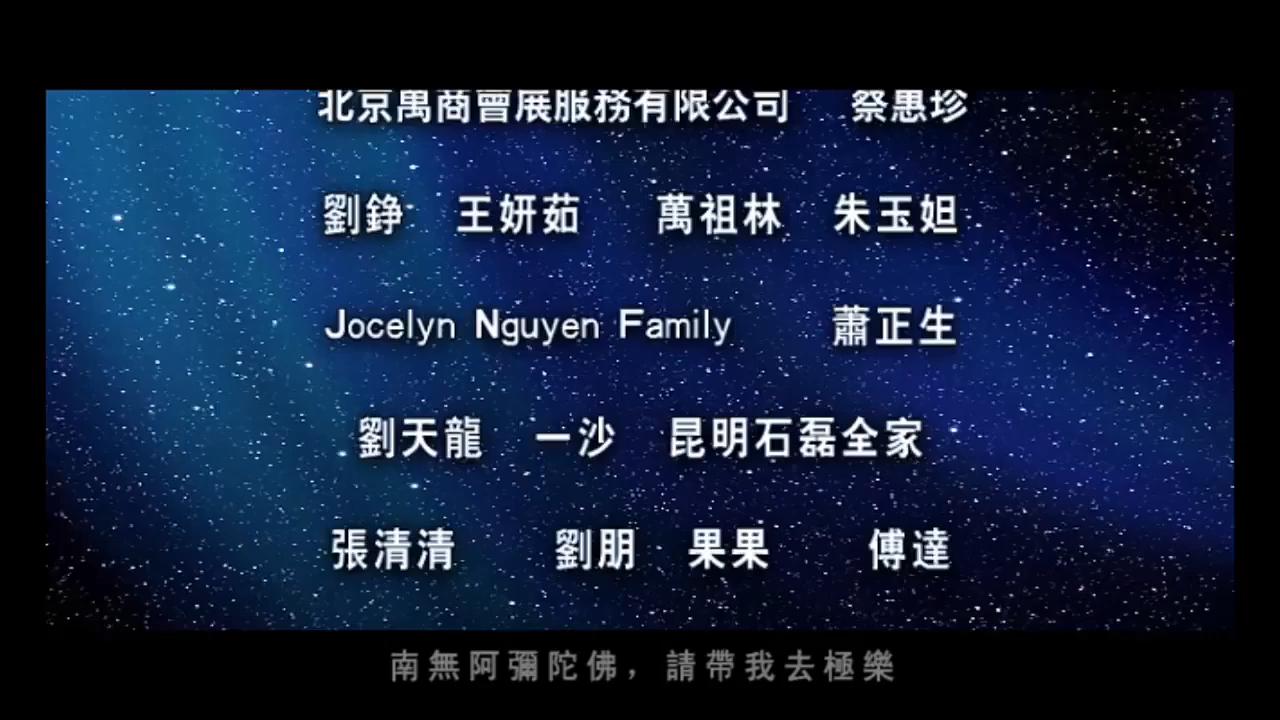 北京萬商會展服務有限公司 蔡惠珍
劉錚 王妍茹 萬祖林 朱玉妲
Jocelyn Nguyen Family 蕭正生
劉天龍 一沙 昆明石磊全家
張清清 劉朋 果果 傅達
南無阿彌陀佛，請帶我去極樂